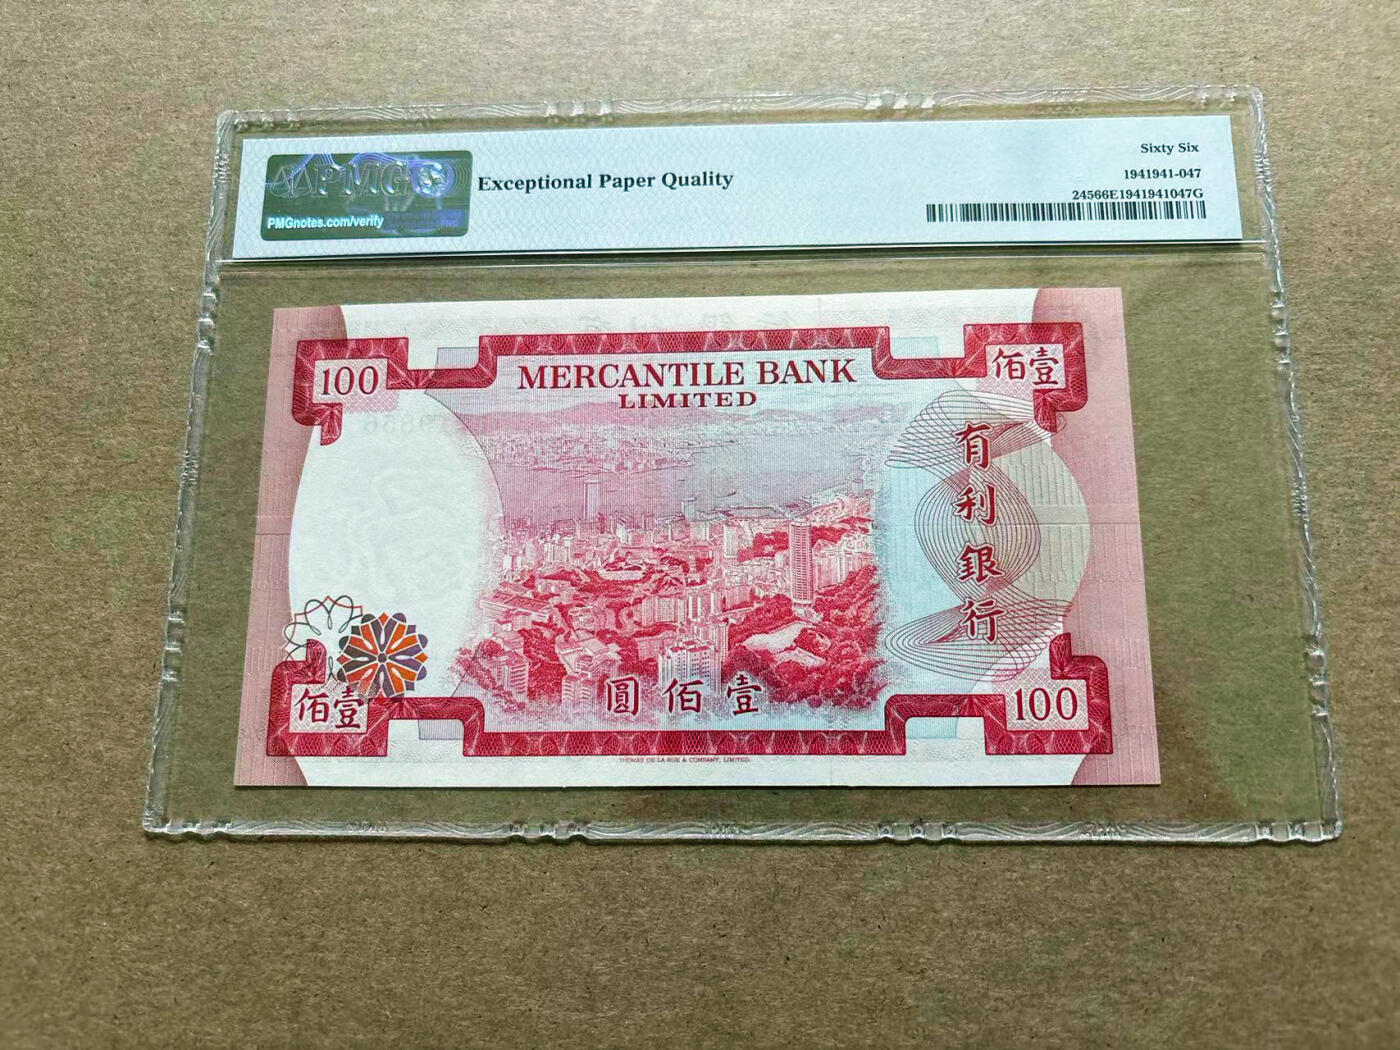 Sixty Six
PMG
Exceptional Paper Quality
1941941-047
24566E1941941047G
PMGnotes.com/verify
100
MERCANTILE BANK
LIMITED
佰壹
有利銀行
圓佰壹
佰壹
100
THOMAS DE LA RUE & COMPANY, LIMITED.